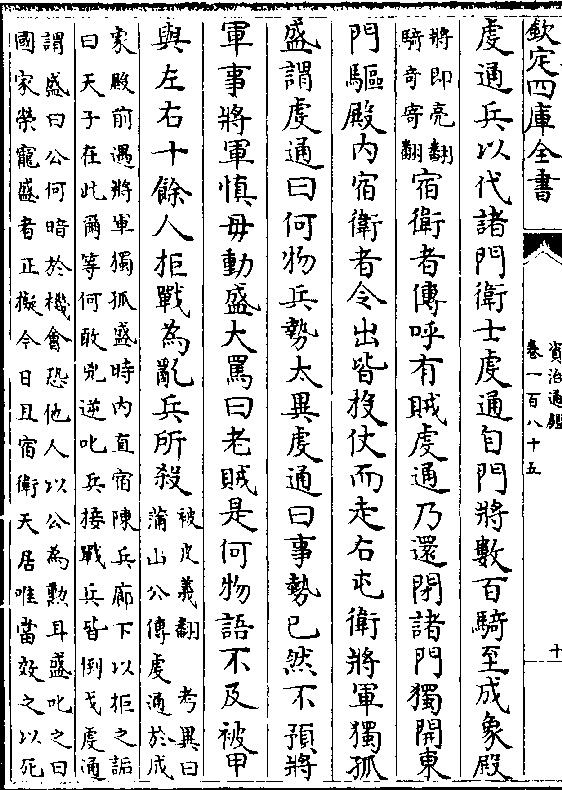 欽定四庫全書
資治通鑑
卷一百八十五
十
䖍通兵以代諸門衛士䖍通自門將數百騎至成象殿
將即亮翻
騎奇寄翻
宿衛者傳呼有賊䖍通乃還閉諸門獨開東
門驅殿内宿衛者令出皆投仗而走右屯衛將軍獨孤
盛謂䖍通曰何物兵勢太異䖍通曰事勢已然不預將
軍事將軍慎毋動盛大罵曰老賊是何物語不及被甲
與左右十餘人拒戰為亂兵所殺
被皮義翻 考異曰
蒲山公傳䖍通於成
象殿前遇將軍獨孤盛時内直宿陳兵廊下以拒之詬
曰天子在此爾等何敢兇逆叱兵接戰兵皆倒戈䖍通
謂盛曰公何暗於機會恐他人以公為勲耳盛叱之曰
國家榮寵盛者正擬今日且宿衛天居唯當效之以死